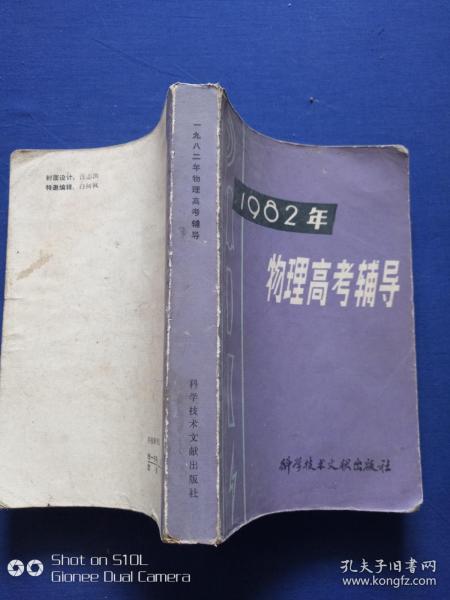 1982年
物理高考辅导
科学技术文献出版社
一九八二年物理高考辅导
科学技术文献出版社
封面设计：
特邀编辑：
Shot on S10L
Gionee Dual Camera
孔夫子旧书网
www.kongfz.com